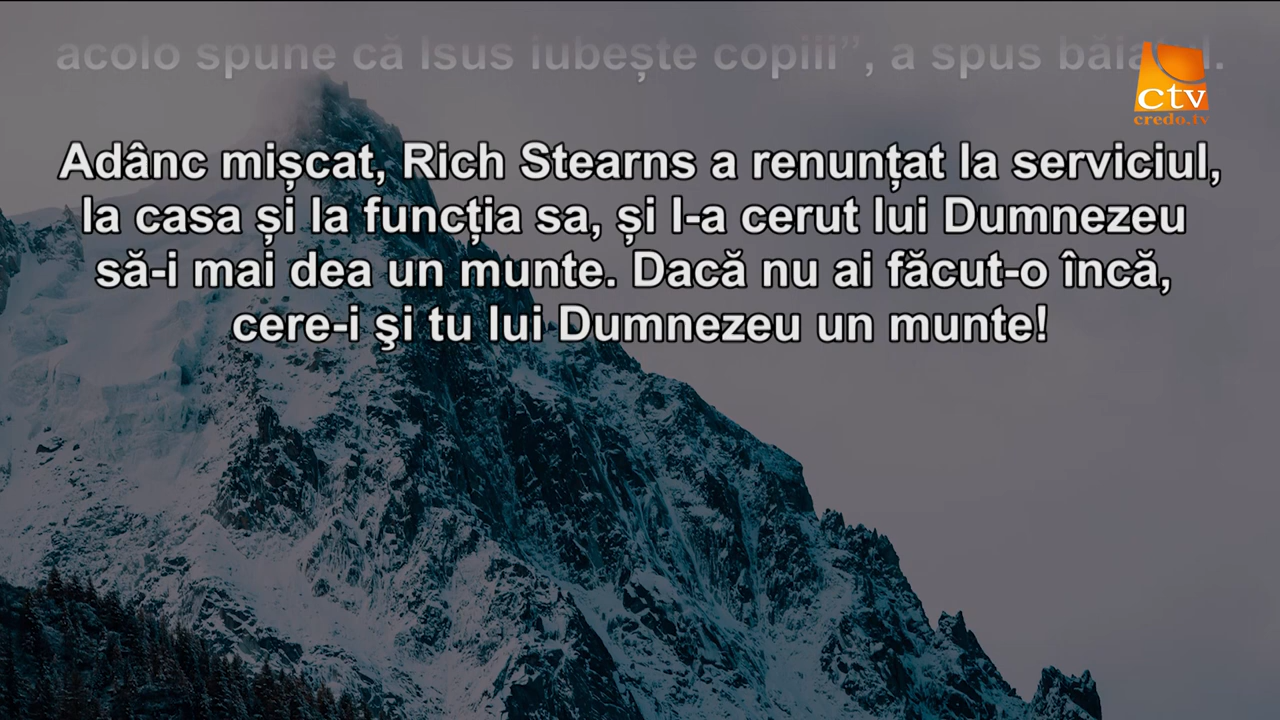 acolo spune că Isus iubește copiii”, a spus băiatul.
ctv
credo.tv
Adânc mișcat, Rich Stearns a renunțat la serviciul,
la casa și la funcția sa, și l-a cerut lui Dumnezeu
să-i mai dea un munte. Dacă nu ai făcut-o încă,
cere-i şi tu lui Dumnezeu un munte!